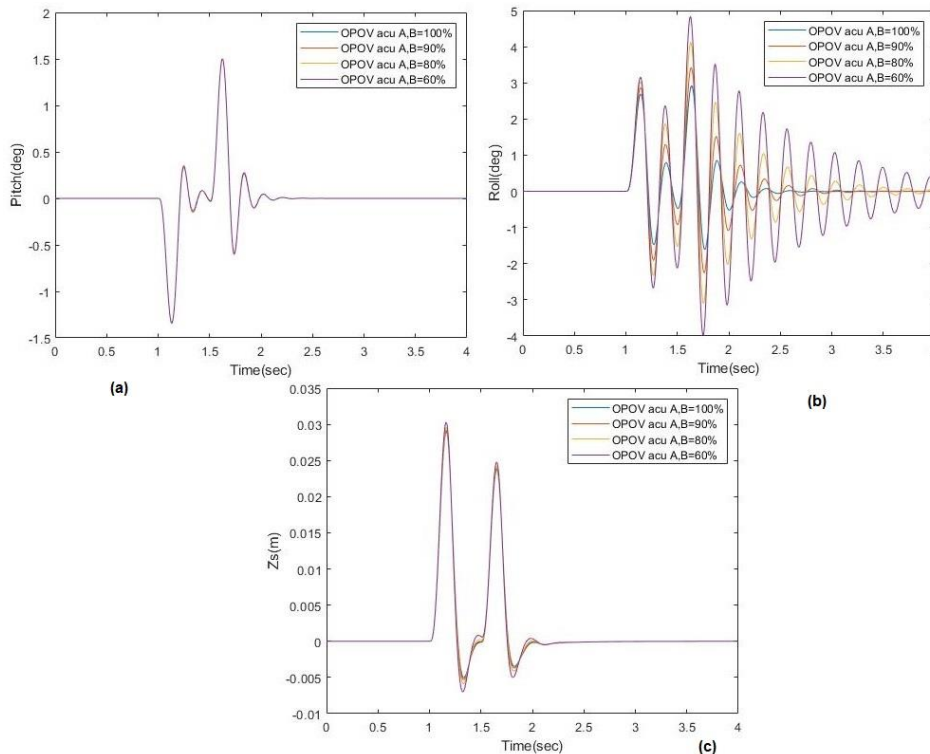 2
1.5
1
0.5
0
-0.5
-1
-1.5
Pitch(deg)
OPOV acu A,B=100%
OPOV acu A,B=90%
OPOV acu A,B=80%
OPOV acu A,B=60%
0 0.5 1 1.5 2 2.5 3 3.5 4
Time(sec)
(a)
5
4
3
2
1
0
-1
-2
-3
-4
Roll(deg)
OPOV acu A,B=100%
OPOV acu A,B=90%
OPOV acu A,B=80%
OPOV acu A,B=60%
0 0.5 1 1.5 2 2.5 3 3.5
Time(sec)
(b)
0.035
0.03
0.025
0.02
0.015
0.01
0.005
0
-0.005
-0.01
Zs(m)
OPOV acu A,B=100%
OPOV acu A,B=90%
OPOV acu A,B=80%
OPOV acu A,B=60%
0 0.5 1 1.5 2 2.5 3 3.5 4
Time(sec)
(c)